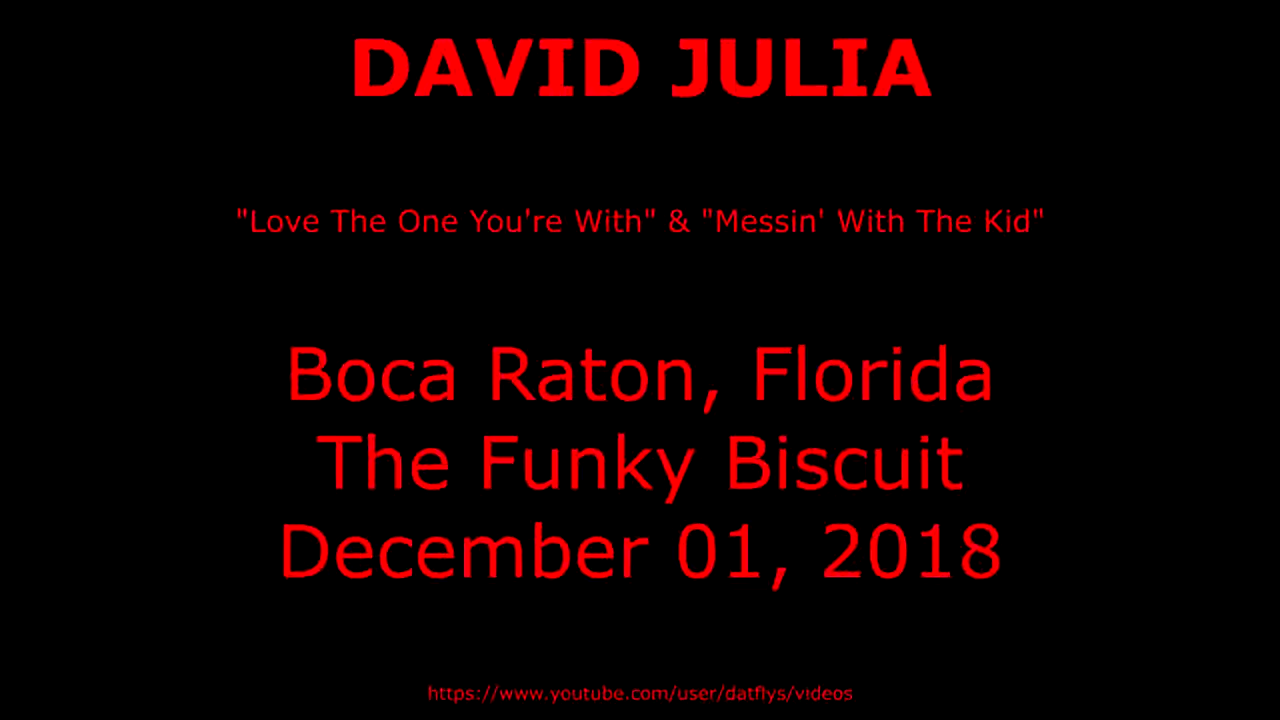 DAVID JULIA
"Love The One You're With" & "Messin' With The Kid"
Boca Raton, Florida
The Funky Biscuit
December 01, 2018
https://www.youtube.com/user/datflys/videos